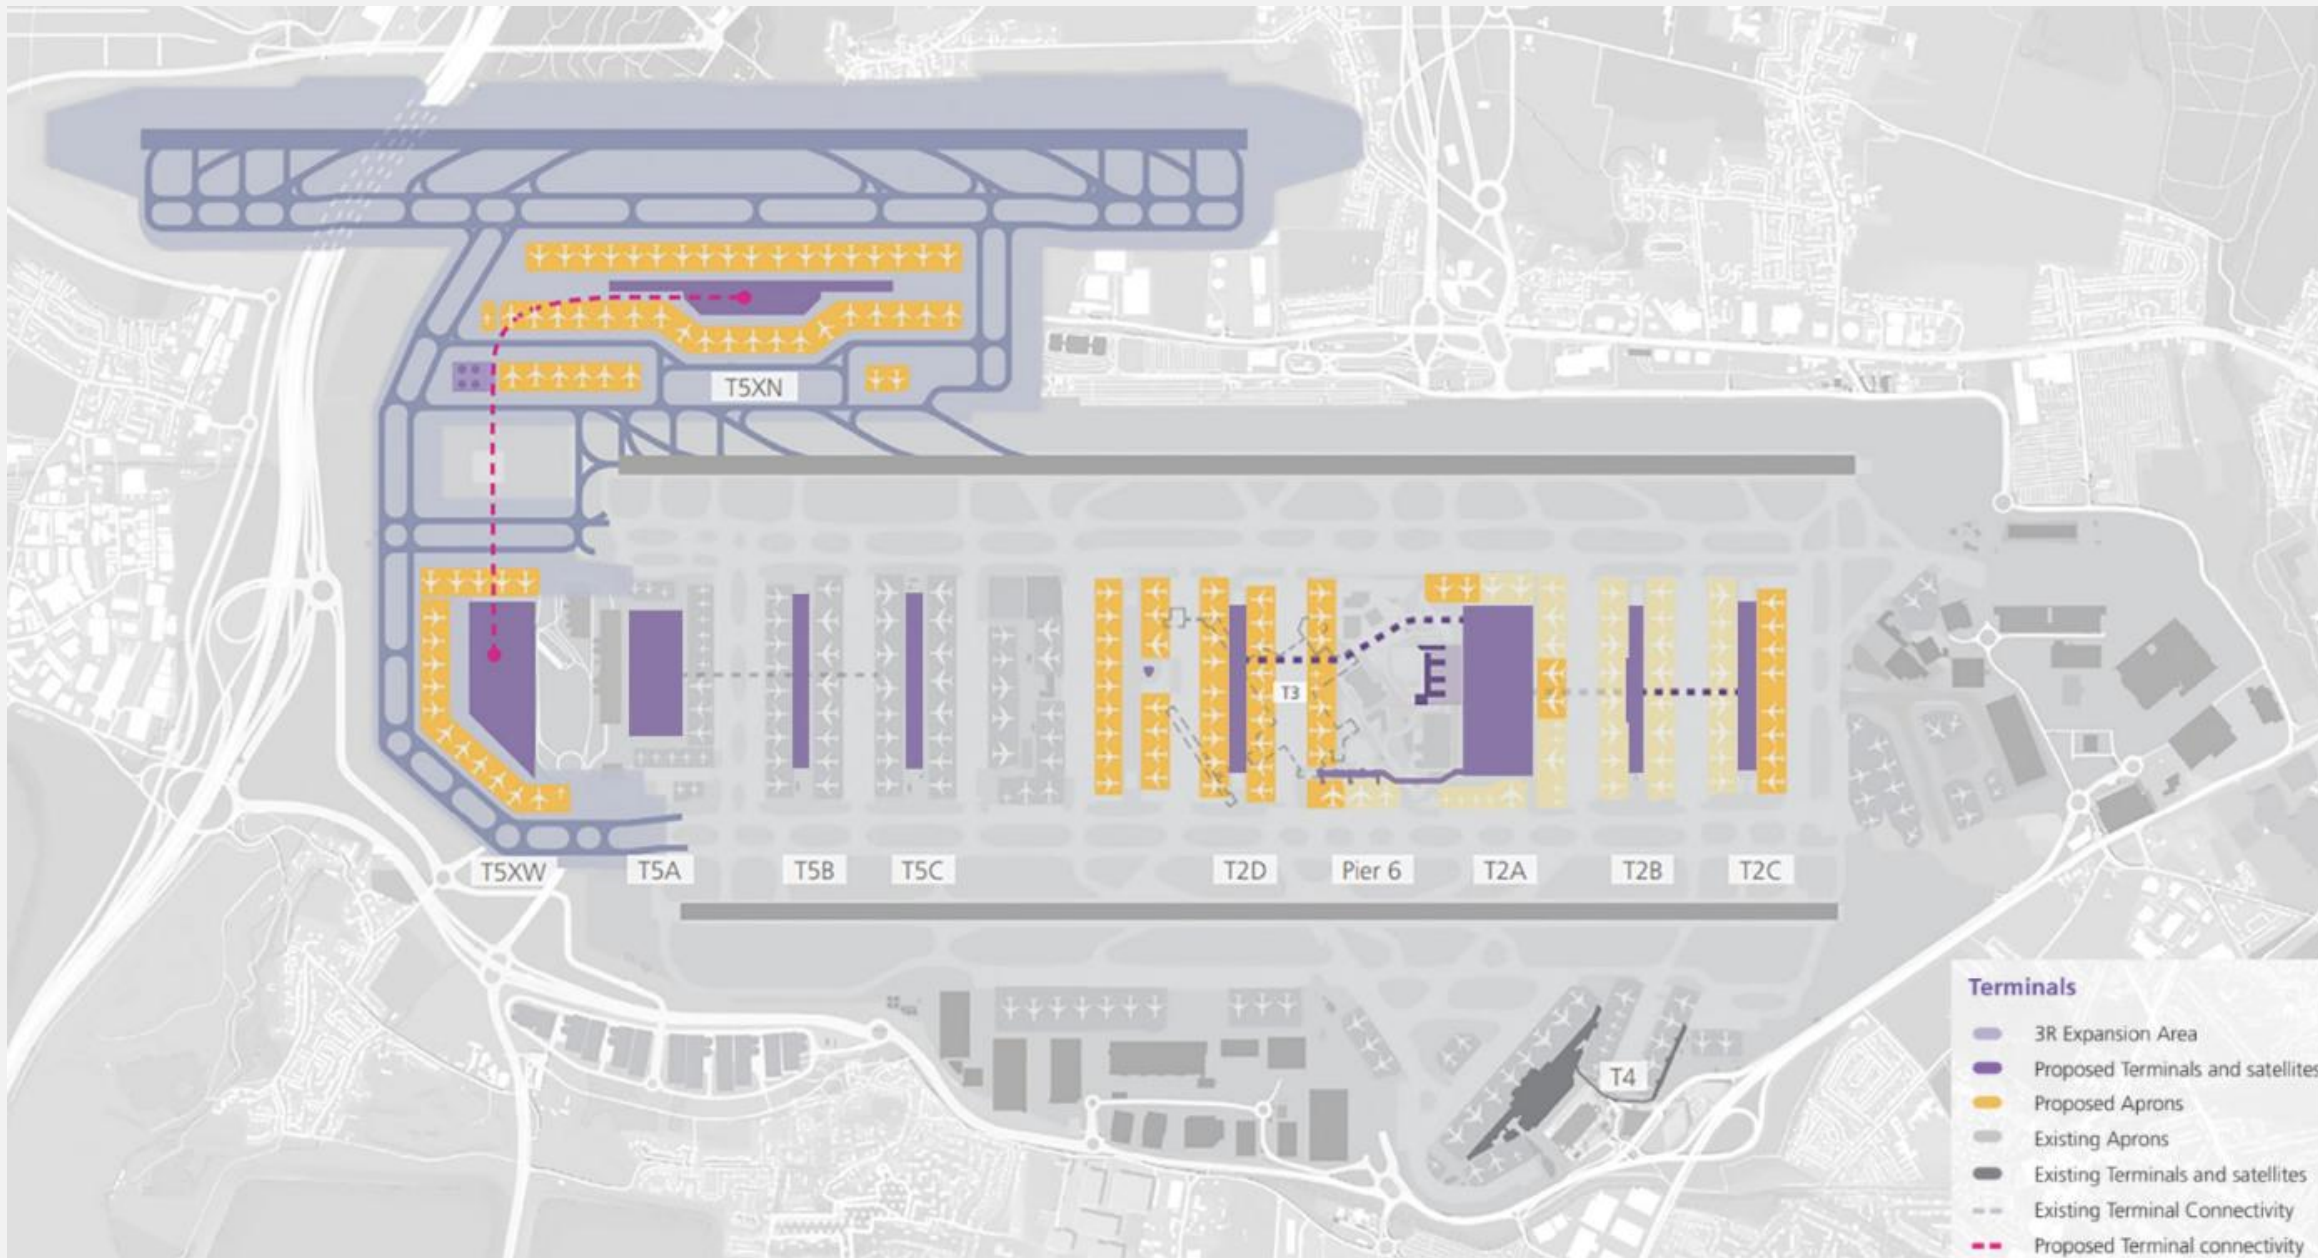 T5XN
T3
T5XW
T5A
T5B
T5C
T2D
Pier 6
T2A
T2B
T2C
T4
Terminals
3R Expansion Area
Proposed Terminals and satellites
Proposed Aprons
Existing Aprons
Existing Terminals and satellites
Existing Terminal Connectivity
Proposed Terminal connectivity